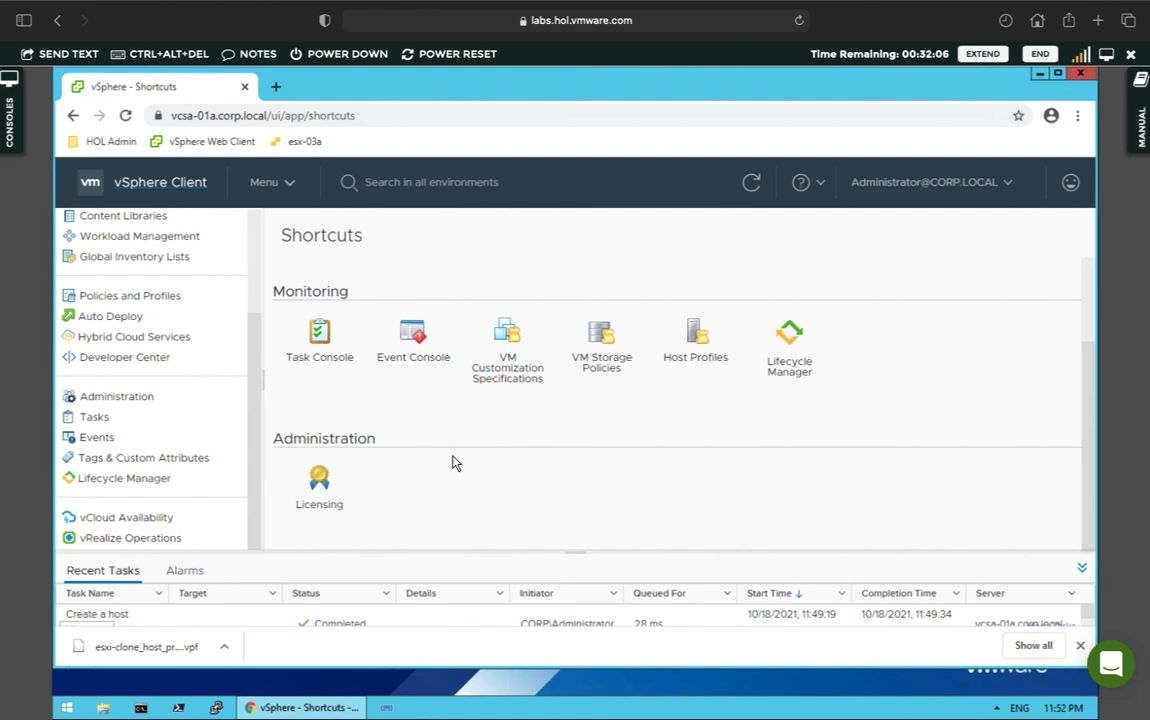 labs.hol.vmware.com
SEND TEXT CTRL+ALT+DEL NOTES POWER DOWN POWER RESET Time Remaining: 00:32:06 EXTEND END
CONSOLES
MANUAL
vSphere - Shortcuts
vcsa-01a.corp.local/ui/app/shortcuts
HOL Admin vSphere Web Client esx-03a
vm vSphere Client Menu Search in all environments Administrator@CORP.LOCAL
Content Libraries
Workload Management
Global Inventory Lists
Policies and Profiles
Auto Deploy
Hybrid Cloud Services
Developer Center
Administration
Tasks
Events
Tags & Custom Attributes
Lifecycle Manager
vCloud Availability
vRealize Operations
Shortcuts
Monitoring
Task Console
Event Console
VM
Customization
Specifications
VM Storage
Policies
Host Profiles
Lifecycle
Manager
Administration
Licensing
Recent Tasks Alarms
Task Name Target Status Details Initiator Queued For Start Time Completion Time Server
Create a host 10/18/2021, 11:49:19 10/18/2021, 11:49:34
Completed CORP\Administrator 28 ms vcsa-01a.corp.local
esxi-clone_host_pr....vpf Show all
vmware
vSphere - Shortcuts -... ENG 11:52 PM